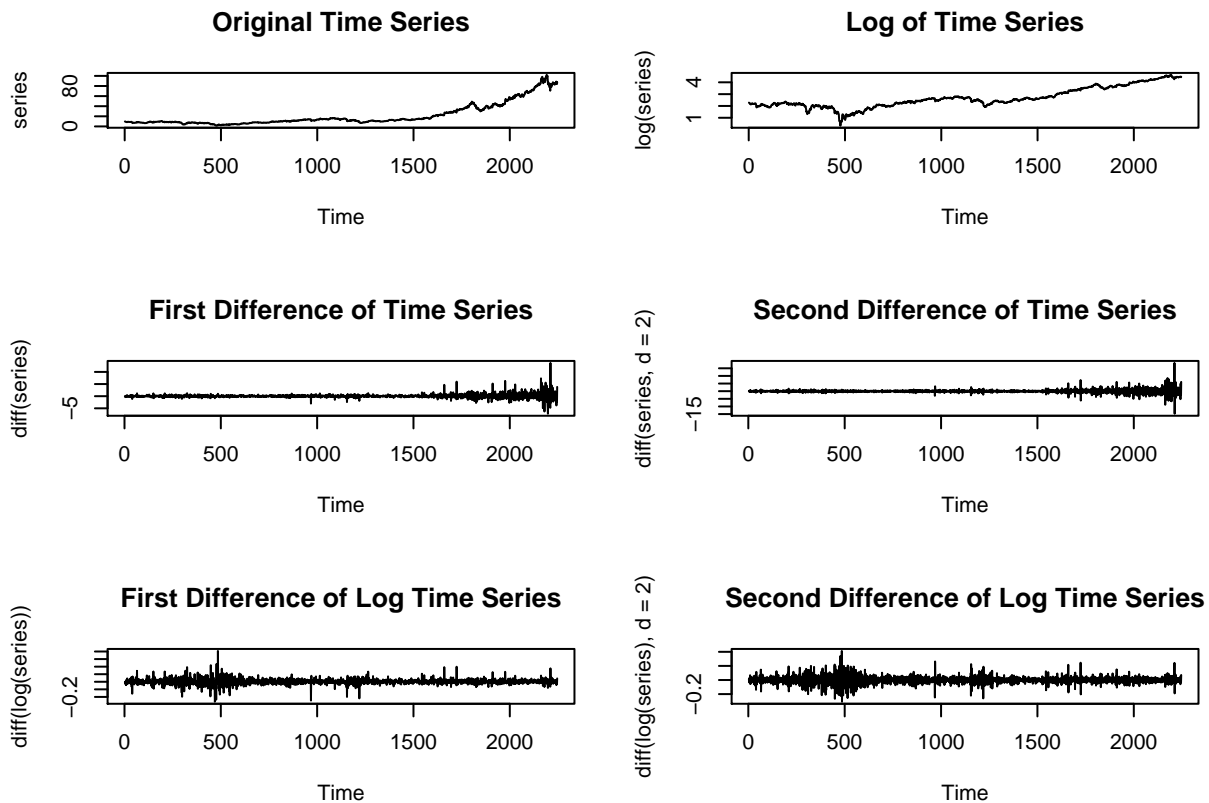 Original Time Series
series
0
80
0 500 1000 1500 2000
Time
Log of Time Series
log(series)
1
4
0 500 1000 1500 2000
Time
First Difference of Time Series
diff(series)
−5
0 500 1000 1500 2000
Time
Second Difference of Time Series
diff(series, d = 2)
−15
0 500 1000 1500 2000
Time
First Difference of Log Time Series
diff(log(series))
−0.2
0 500 1000 1500 2000
Time
Second Difference of Log Time Series
diff(log(series), d = 2)
−0.2
0 500 1000 1500 2000
Time